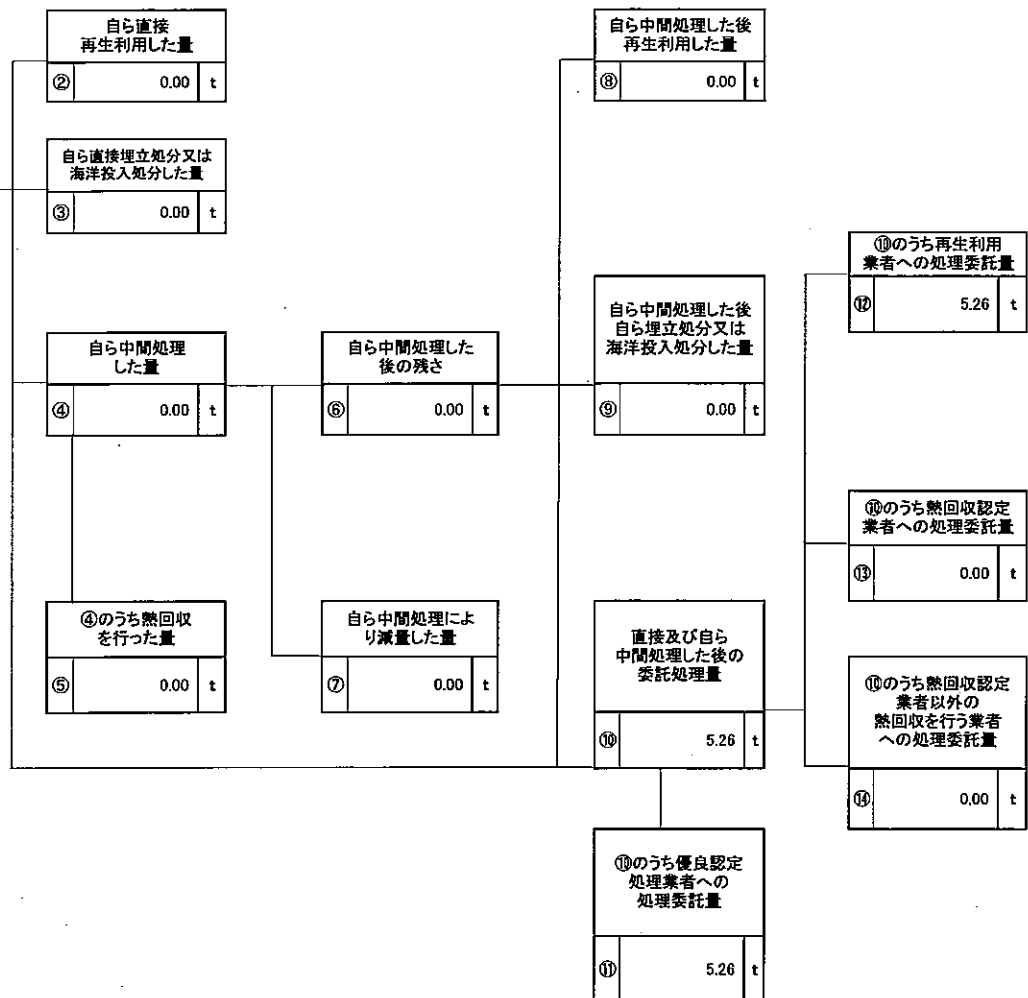 自ら直接
再生利用した量
② 0.00 t
自ら直接埋立処分又は
海洋投入処分した量
③ 0.00 t
自ら中間処理
した量
④ 0.00 t
④のうち熱回収
を行った量
⑤ 0.00 t
自ら中間処理した
後の残さ
⑥ 0.00 t
自ら中間処理によ
り減量した量
⑦ 0.00 t
自ら中間処理した後
再生利用した量
⑧ 0.00 t
自ら中間処理した後
自ら埋立処分又は
海洋投入処分した量
⑨ 0.00 t
直接及び自ら
中間処理した後の
委託処理量
⑩ 5.26 t
⑩のうち優良認定
処理業者への
処理委託量
⑪ 5.26 t
⑩のうち再生利用
業者への処理委託量
⑫ 5.26 t
⑩のうち熱回収認定
業者への処理委託量
⑬ 0.00 t
⑩のうち熱回収認定
業者以外の
熱回収を行う業者
への処理委託量
⑭ 0.00 t